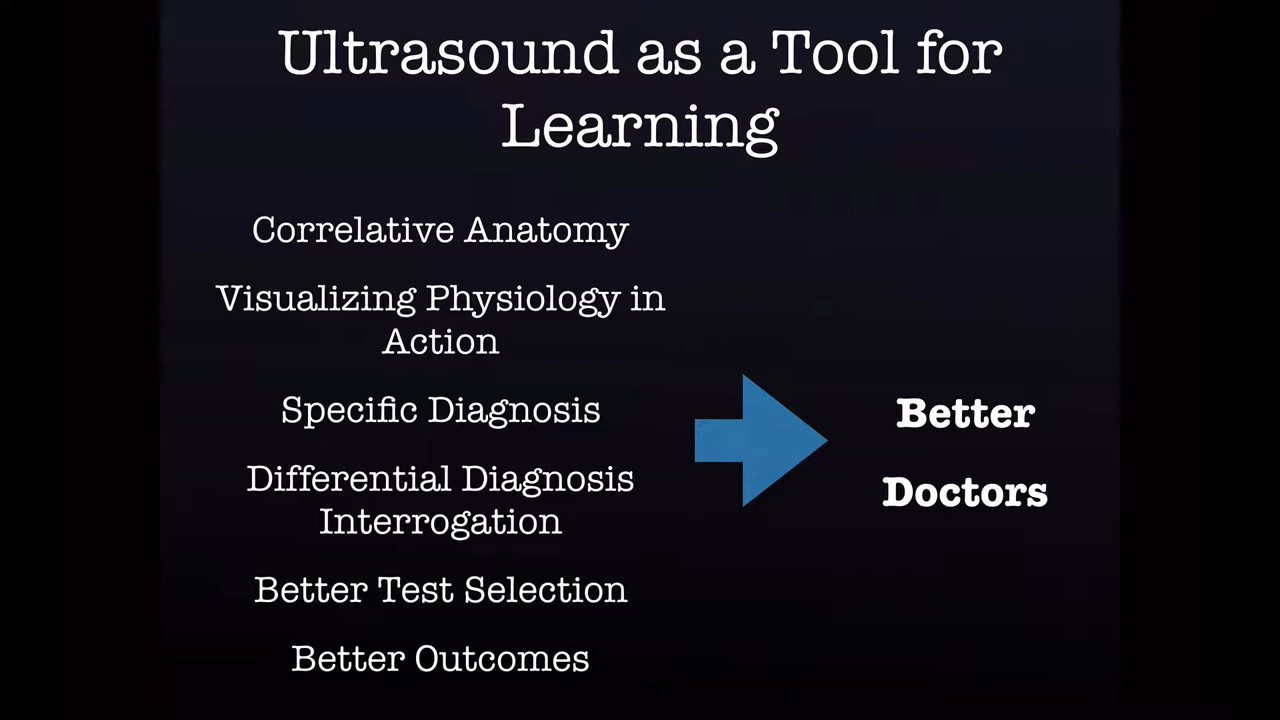 Ultrasound as a Tool for
Learning
Correlative Anatomy
Visualizing Physiology in
Action
Specific Diagnosis
Differential Diagnosis
Interrogation
Better Test Selection
Better Outcomes
Better
Doctors